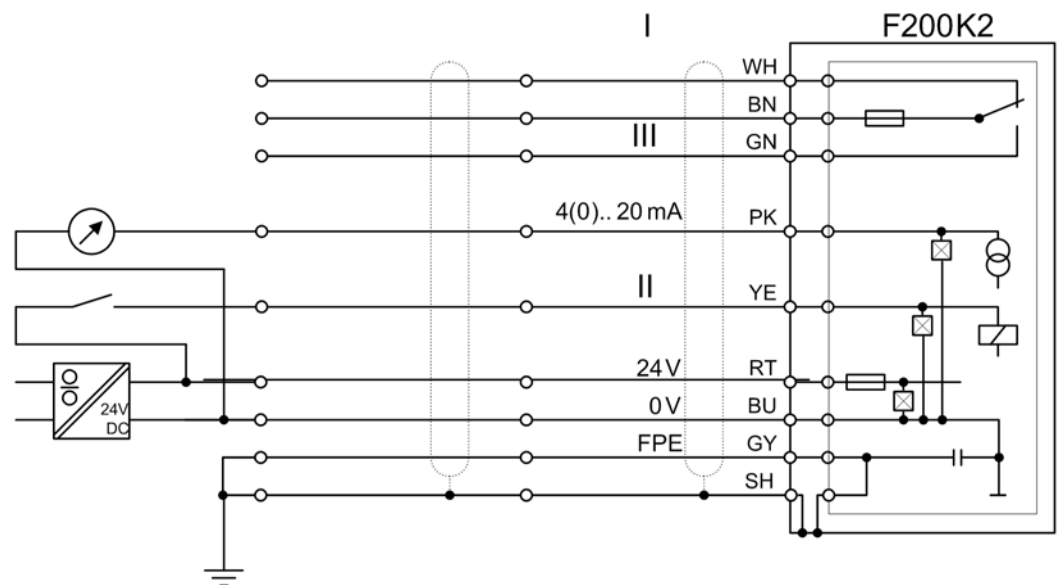 I
F200K2
WH
BN
III
GN
4(0).. 20 mA
PK
II
YE
24V
RT
24V
DC
0V
BU
FPE
GY
SH